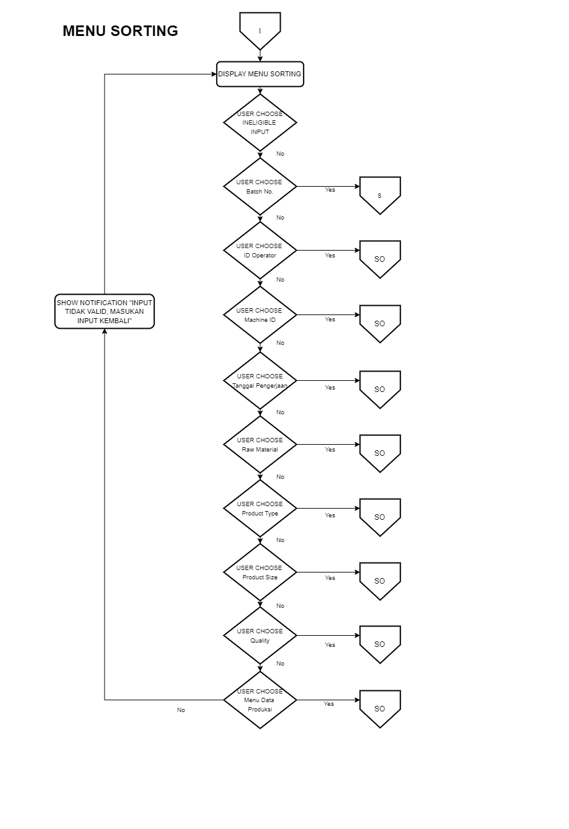 MENU SORTING
I
DISPLAY MENU SORTING
USER CHOOSE
INELIGIBLE
INPUT
No
USER CHOOSE
Batch No.
Yes
S
No
USER CHOOSE
ID Operator
Yes
SO
No
SHOW NOTIFICATION "INPUT
TIDAK VALID, MASUKAN
INPUT KEMBALI"
USER CHOOSE
Machine ID
Yes
SO
No
USER CHOOSE
Tanggal Pengerjaan
Yes
SO
No
USER CHOOSE
Raw Material
Yes
SO
No
USER CHOOSE
Product Type
Yes
SO
No
USER CHOOSE
Product Size
Yes
SO
No
USER CHOOSE
Quality
Yes
SO
No
USER CHOOSE
Menu Data
Produksi
Yes
SO
No